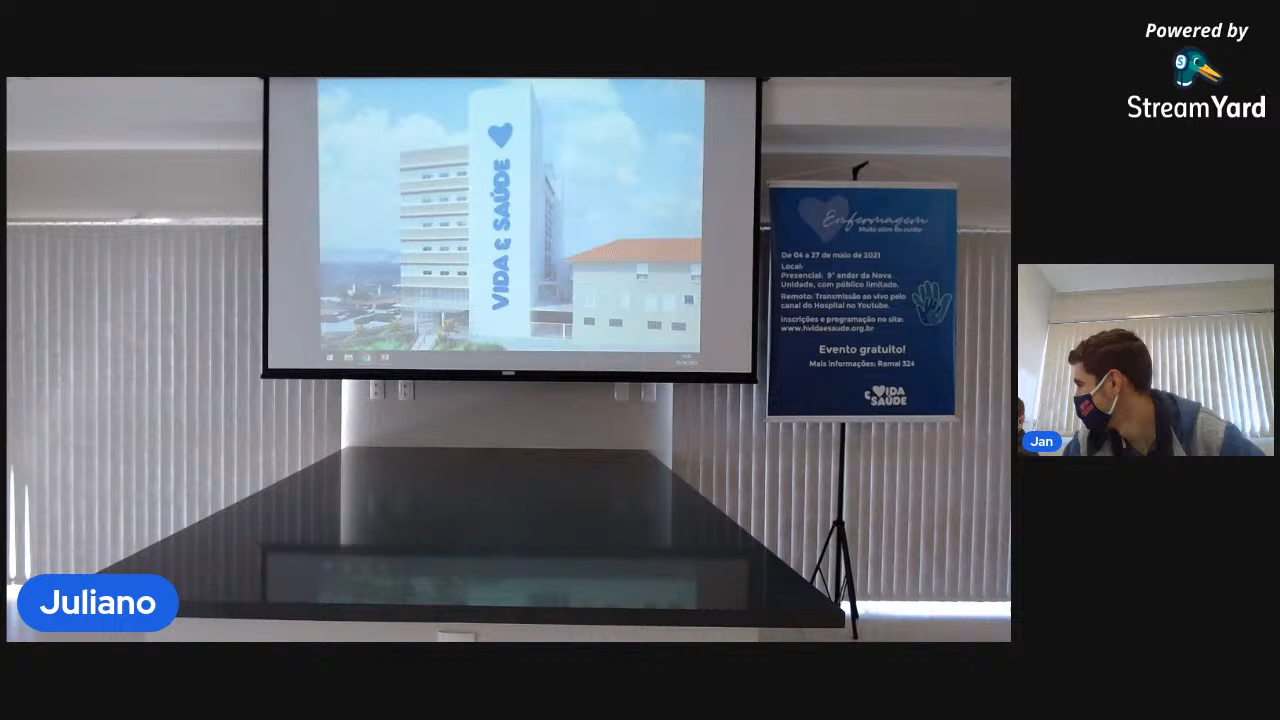 Powered by
StreamYard
VIDA E SAÚDE
Enfermagem
Muito além do cuidar
De 04 a 27 de maio de 2021
Local:
Presencial: 9° andar da Nova
Unidade, com público limitado.
Remoto: Transmissão ao vivo pelo
canal do Hospital no Youtube.
Inscrições e programação no site:
www.hvidaesaude.org.br
Evento gratuito!
Mais informações: Ramal 324
VIDA
E SAÚDE
Jan
Juliano